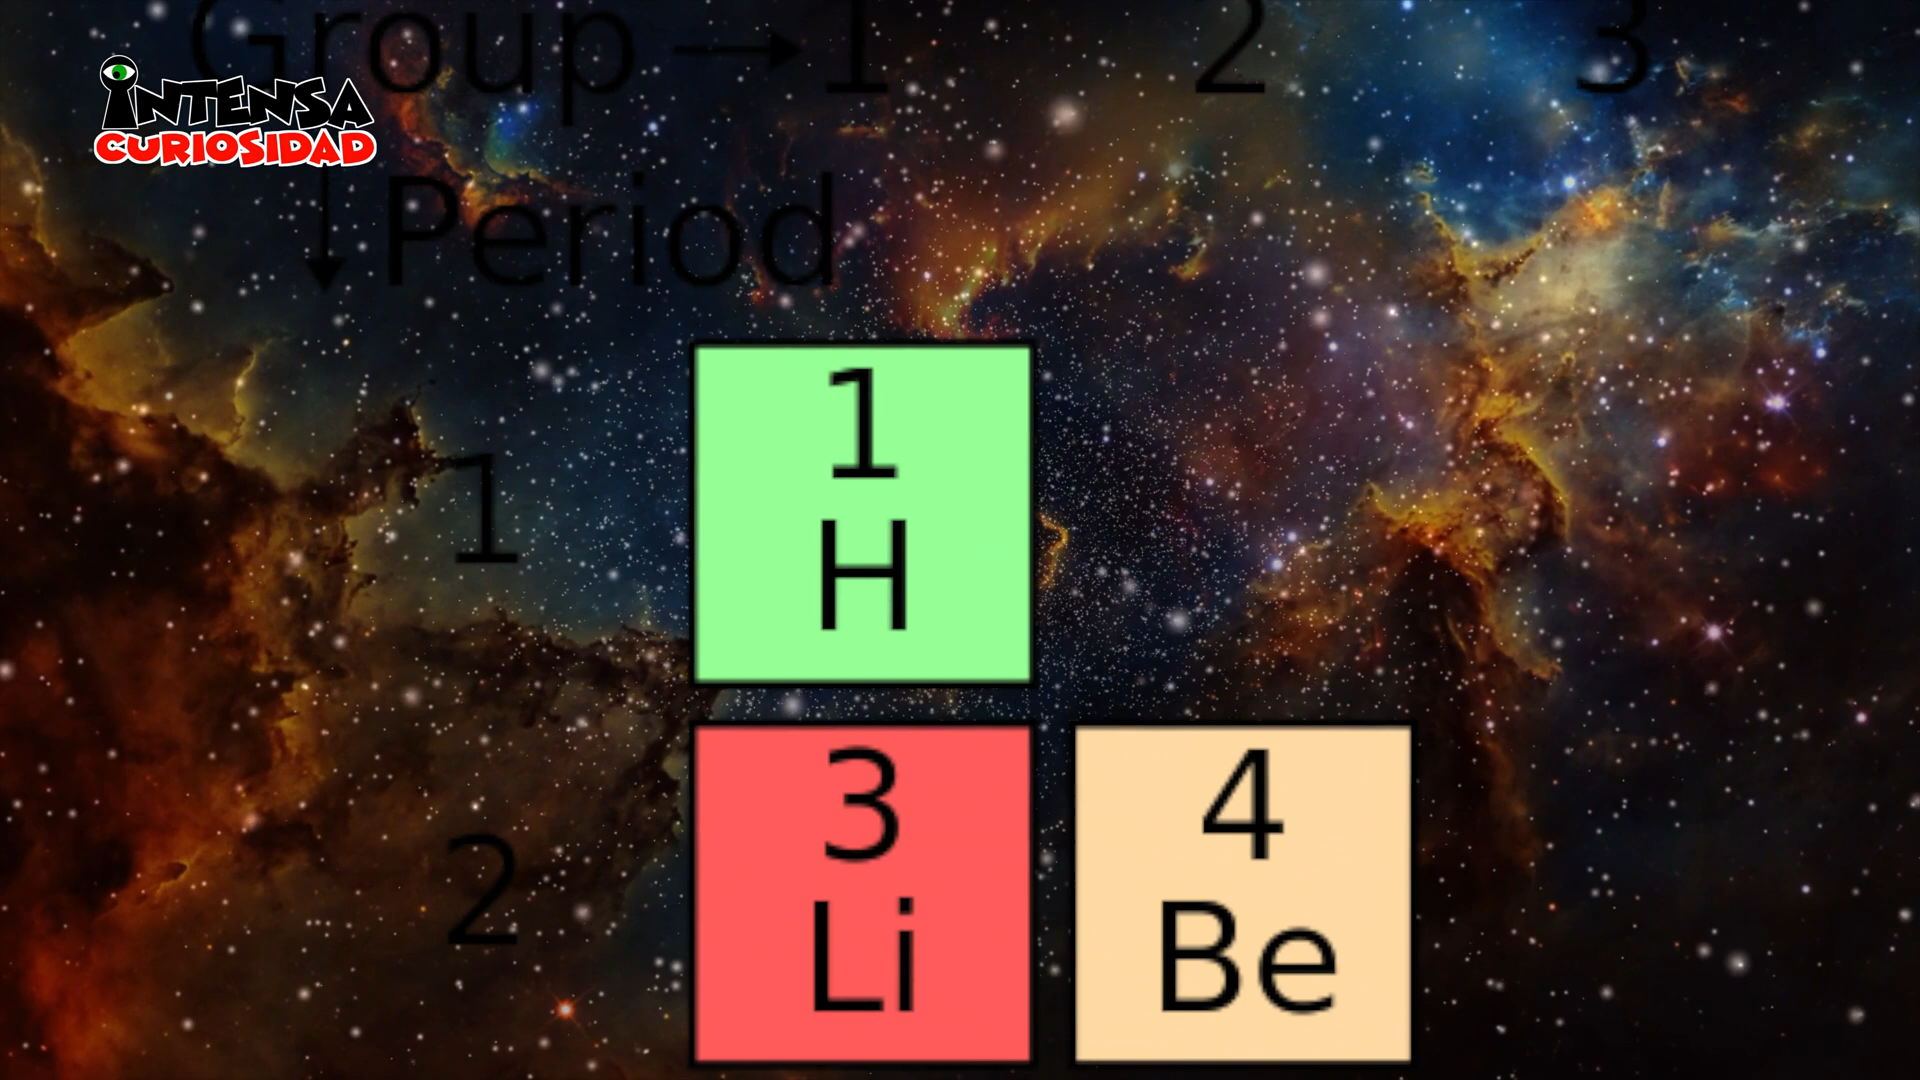 Group → 1 2 3
INTENSA
CURIOSIDAD
↓ Period
1
1
H
2
3
Li
4
Be